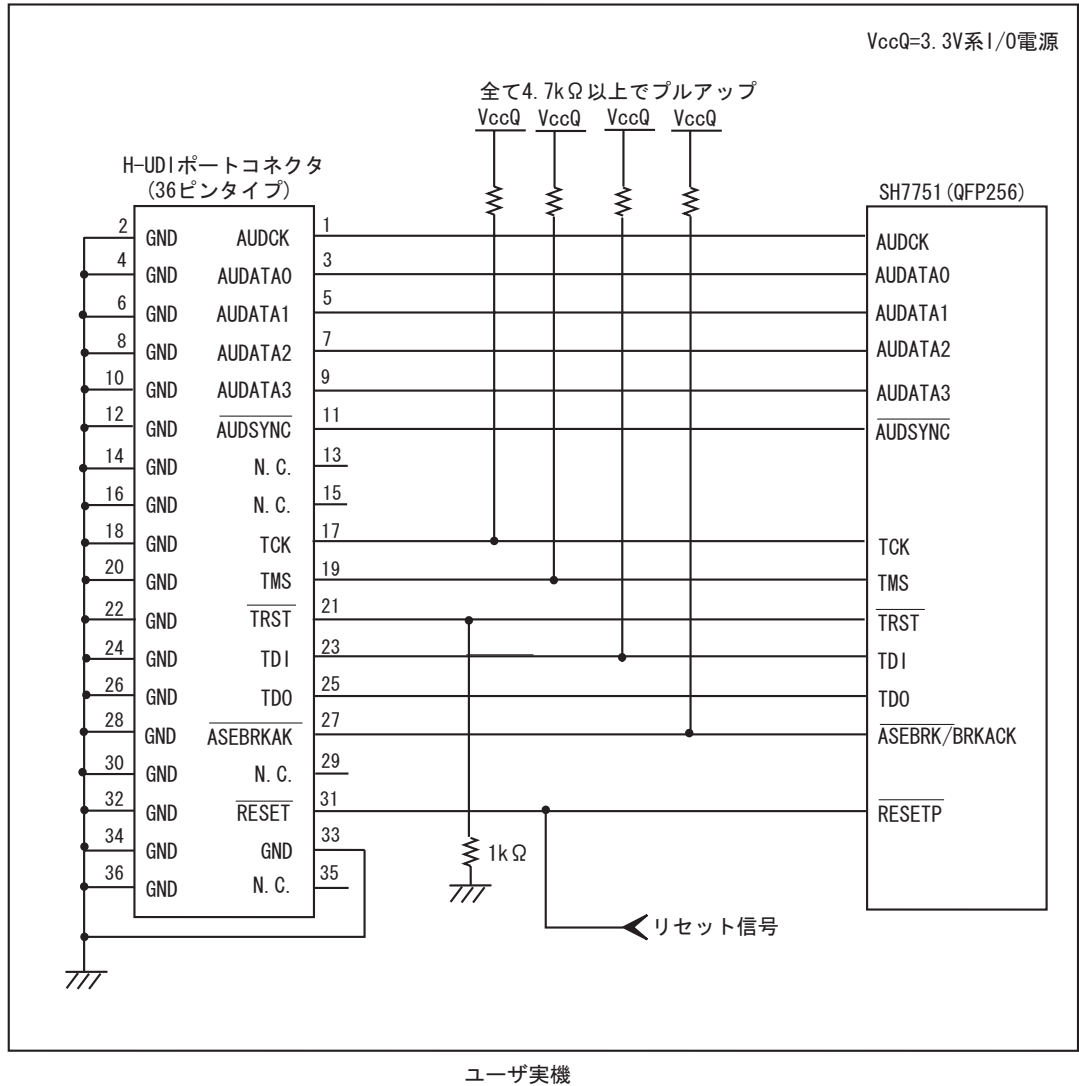 VccQ=3.3V系I/O電源
全て4.7kΩ以上でプルアップ
VccQ VccQ VccQ VccQ
H-UDIポートコネクタ
(36ピンタイプ)
SH7751(QFP256)
2 GND AUDCK 1 AUDCK
4 GND AUDATA0 3 AUDATA0
6 GND AUDATA1 5 AUDATA1
8 GND AUDATA2 7 AUDATA2
10 GND AUDATA3 9 AUDATA3
12 GND AUDSYNC 11 AUDSYNC
14 GND N.C. 13
16 GND N.C. 15
18 GND TCK 17 TCK
20 GND TMS 19 TMS
22 GND TRST 21 TRST
24 GND TDI 23 TDI
26 GND TDO 25 TDO
28 GND ASEBRKAK 27 ASEBRK/BRKACK
30 GND N.C. 29
32 GND RESET 31 RESETP
34 GND GND 33
1kΩ
36 GND N.C. 35
リセット信号
ユーザ実機